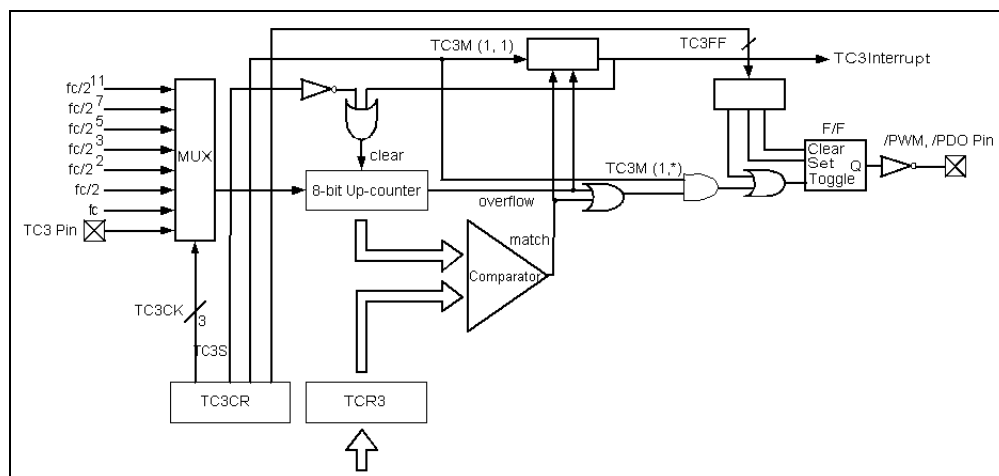 TC3M (1, 1)
TC3FF
TC3Interrupt
fc/2^11
fc/2^7
fc/2^5
fc/2^3
fc/2^2
fc/2
fc
TC3 Pin
MUX
clear
8-bit Up-counter
overflow
TC3M (1,*)
F/F
Clear
Set
Q
Toggle
/PWM, /PDO Pin
match
Comparator
TC3CK
3
TC3S
TC3CR
TCR3